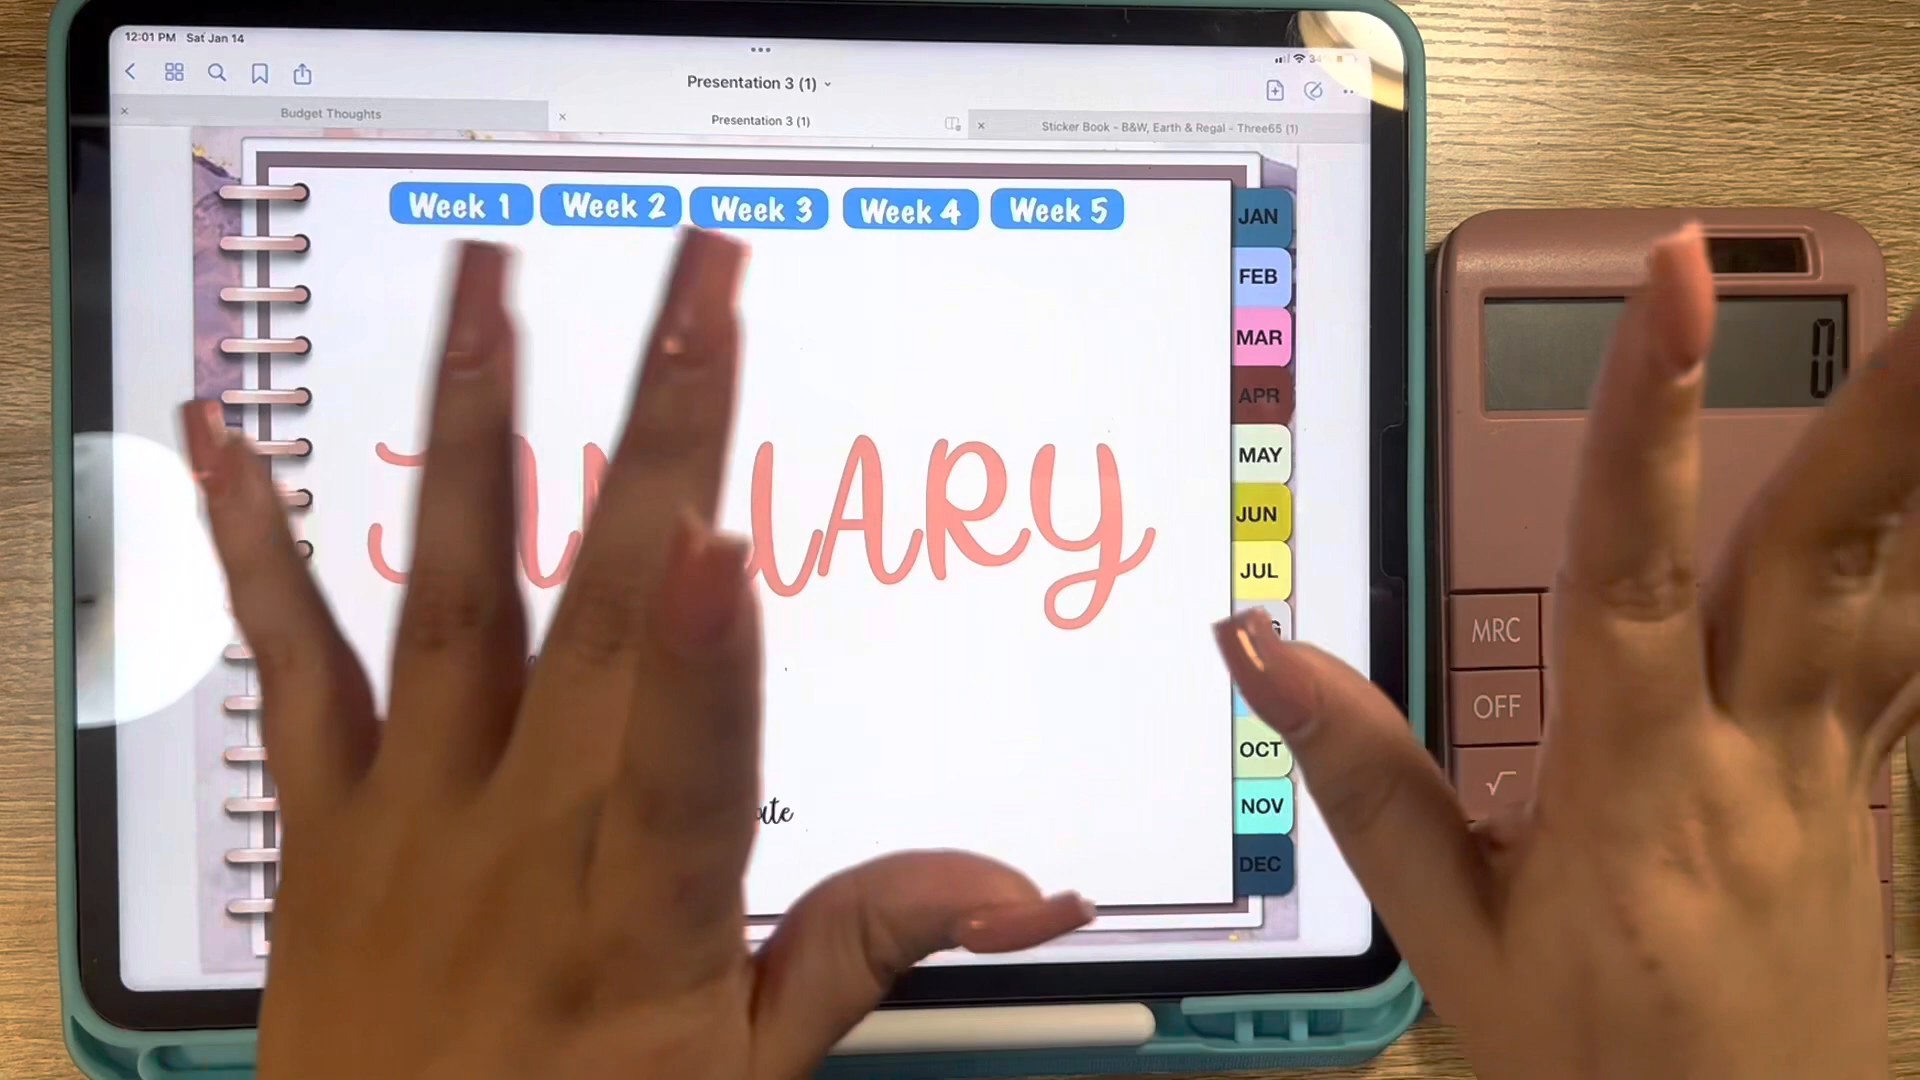 12:01 PM Sat Jan 14
Presentation 3 (1)
Budget Thoughts
Presentation 3 (1)
Sticker Book - B&W, Earth & Regal - Three65 (1)
Week 1 Week 2 Week 3 Week 4 Week 5
JAN
FEB
MAR
APR
MAY
JUN
JUL
OCT
NOV
DEC
0
MRC
OFF
√